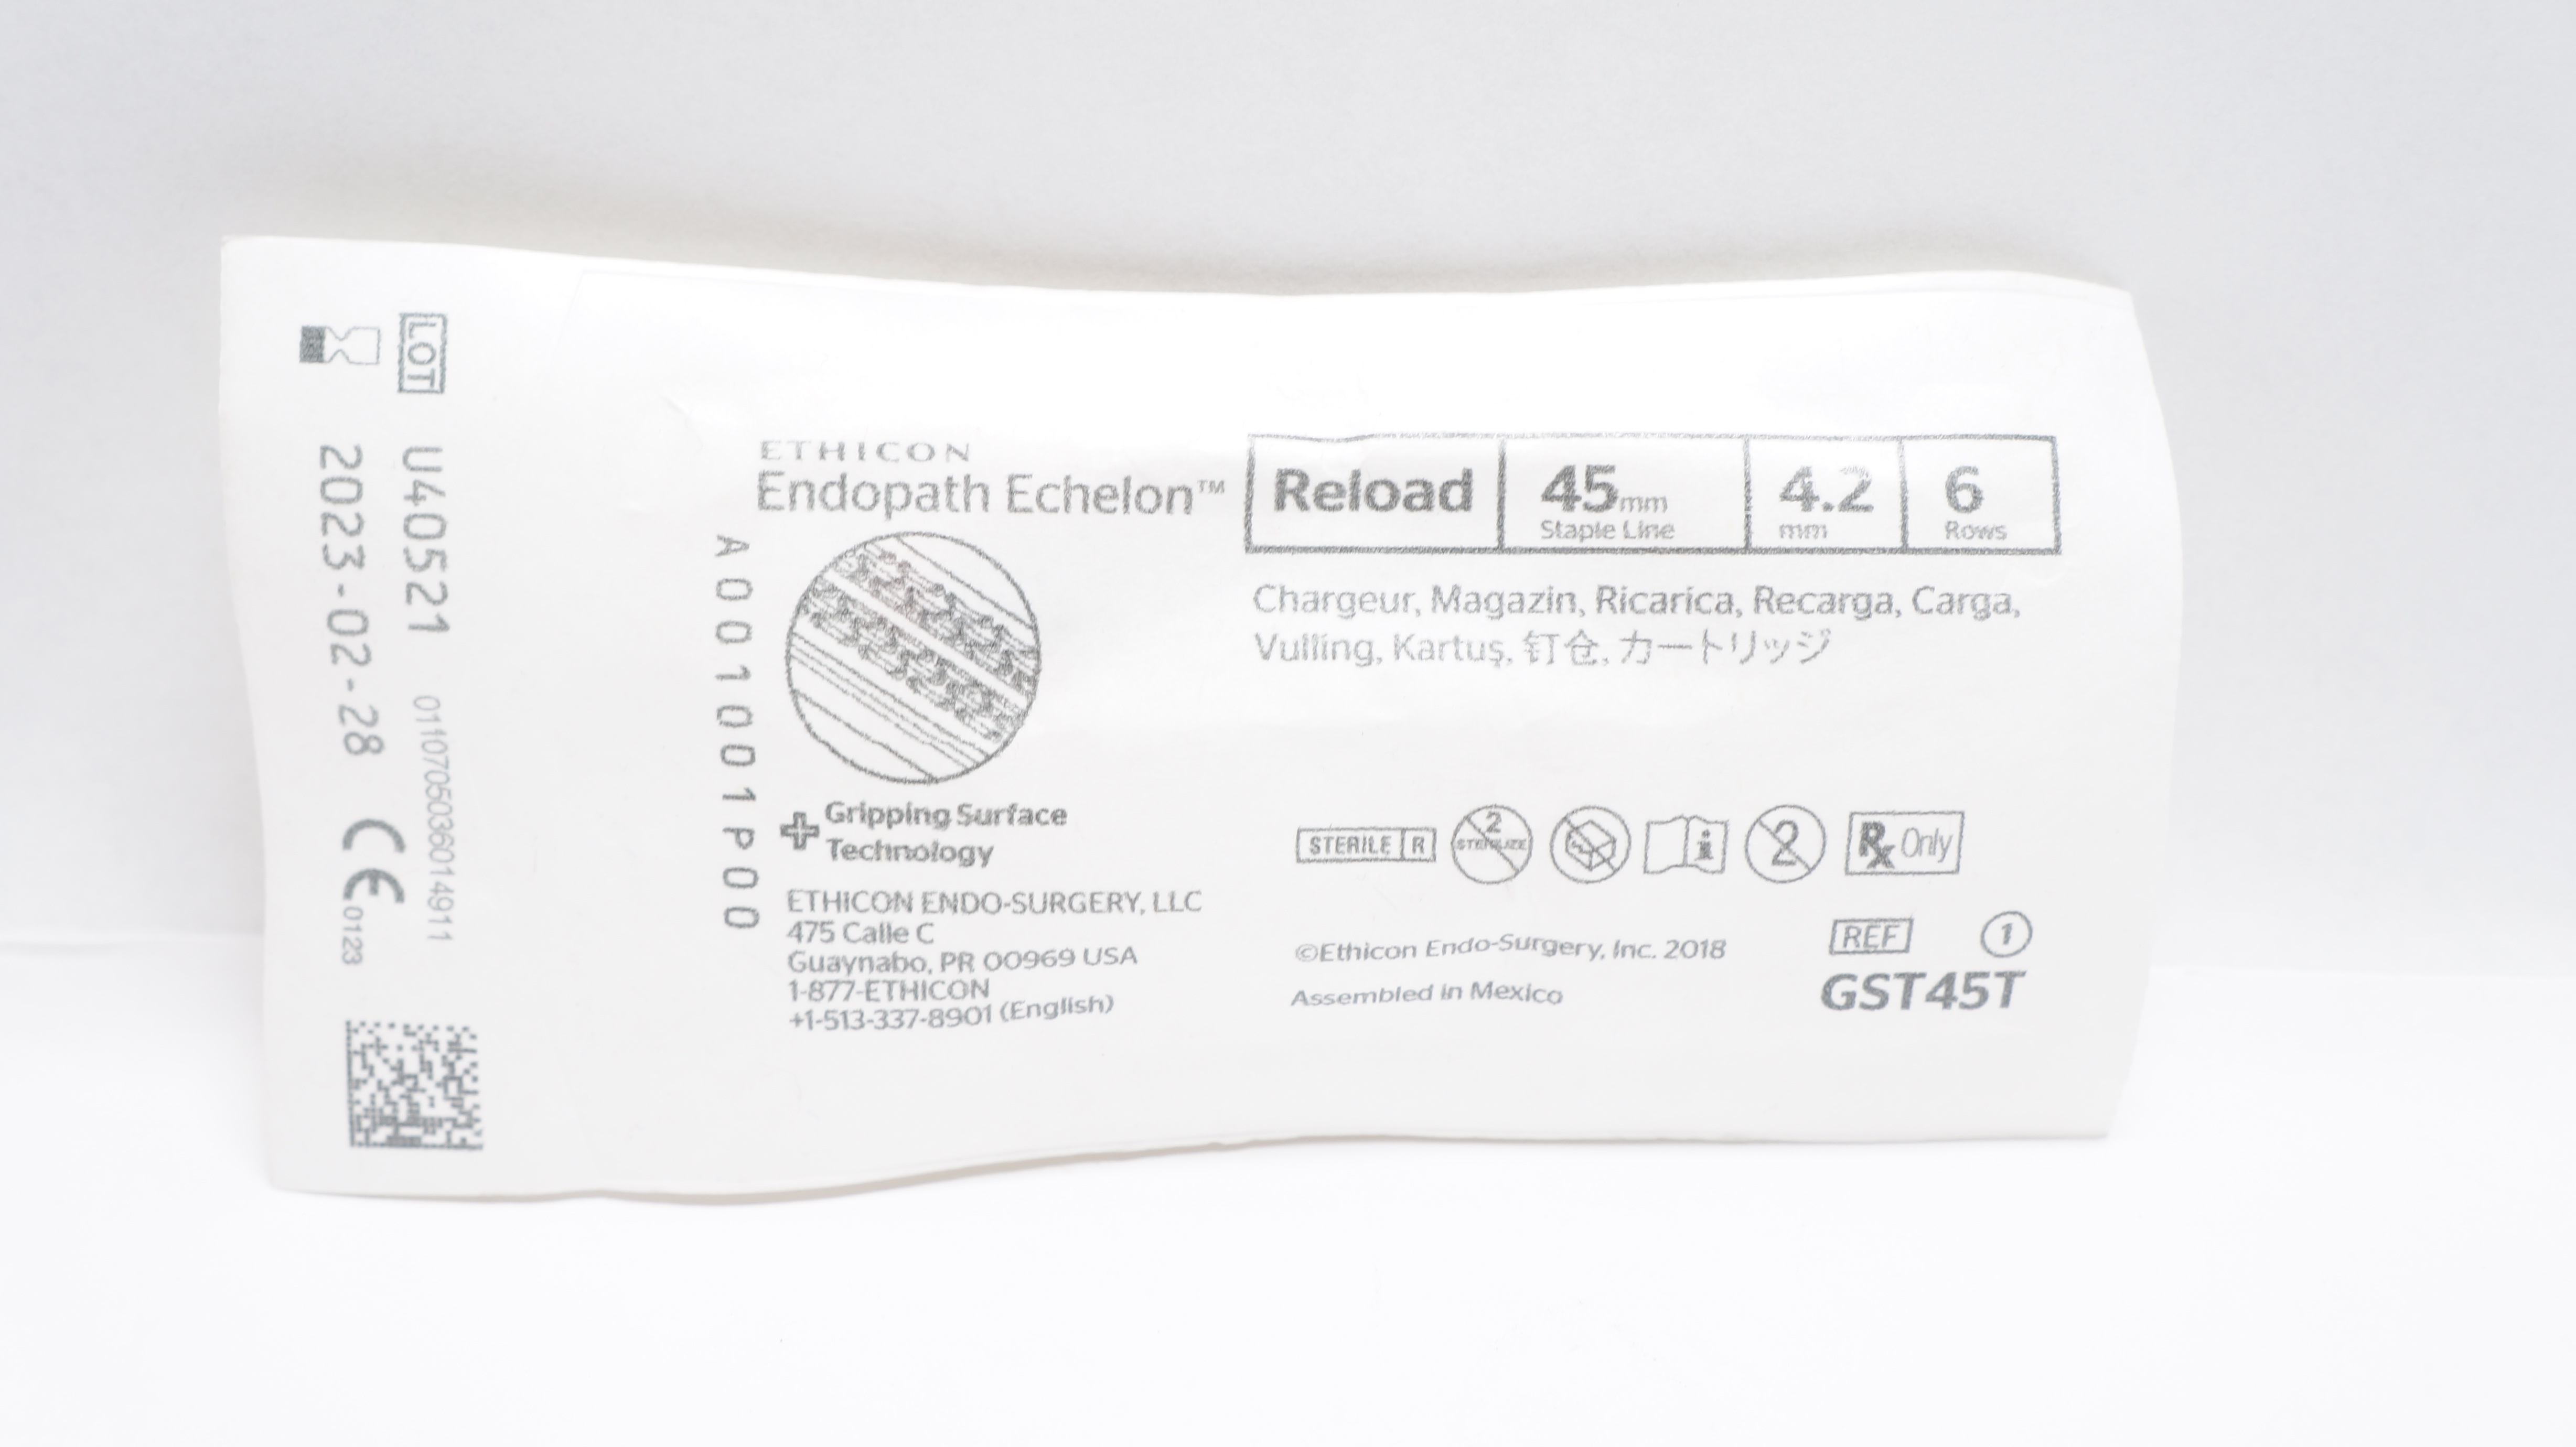 LOT U40521 01107050360149​11
2023-02-28 CE 0123
A001001P00
ETHICON
Endopath Echelon™
Reload
45mm
Staple Line
4.2
mm
6
Rows
Chargeur, Magazin, Ricarica, Recarga, Carga,
Vulling, Kartuş, 钉仓, カートリッジ
Gripping Surface
Technology
ETHICON ENDO-SURGERY, LLC
475 Calle C
Guaynabo, PR 00969 USA
1-877-ETHICON
+1-513-337-8901 (English)
STERILE R
2
STERILIZE
i
2
Rx Only
©Ethicon Endo-Surgery, Inc. 2018
Assembled in Mexico
REF 1
GST45T